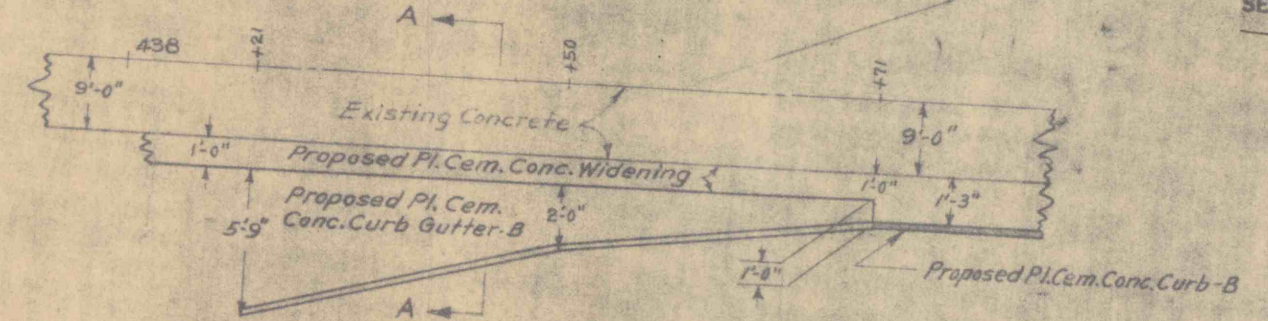 A
SE
438
+21
+50
+71
9'-0"
Existing Concrete
9'-0"
1'-0"
Proposed Pl. Cem. Conc. Widening
1'-0"
1'-3"
Proposed Pl. Cem.
Conc. Curb Gutter-B
5'-9"
2'-0"
1'-0"
Proposed Pl. Cem. Conc. Curb-B
A